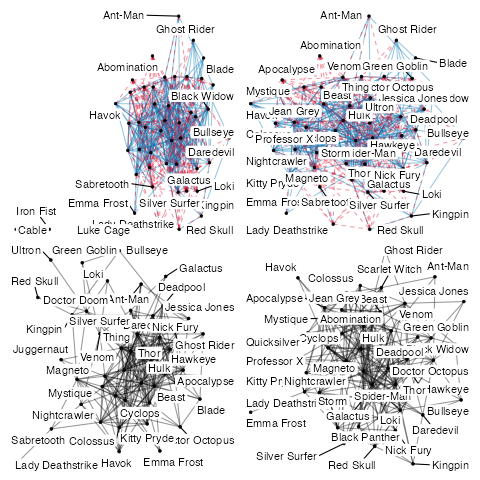 Ant-Man
Ghost Rider
Blade
Abomination
Black Widow
Havok
Bullseye
Daredevil
Galactus
Sabretooth
Loki
Emma Frost
Silver Surfer
Lady Deathstrike
Iron Fist
Cable
Luke Cage
Red Skull
Ant-Man
Ghost Rider
Abomination
Blade
Venom
Green Goblin
Apocalypse
Thing
Mystique
Beast
Jessica Jones
Ultron
Jean Grey
Hulk
Deadpool
Professor X
Bullseye
Hawkeye
Storm
Daredevil
Nightcrawler
Thor
Nick Fury
Magneto
Galactus
Kitty Pryde
Loki
Silver Surfer
Kingpin
Lady Deathstrike
Red Skull
Ultron
Green Goblin
Bullseye
Galactus
Loki
Red Skull
Deadpool
Doctor Doom
Ant-Man
Jessica Jones
Silver Surfer
Kingpin
Nick Fury
Thing
Juggernaut
Ghost Rider
Thor
Venom
Hawkeye
Hulk
Magneto
Apocalypse
Mystique
Beast
Blade
Nightcrawler
Cyclops
Sabretooth
Colossus
Kitty Pryde
Lady Deathstrike
Havok
Emma Frost
Ghost Rider
Havok
Scarlet Witch
Ant-Man
Colossus
Jessica Jones
Apocalypse
Jean Grey
Beast
Venom
Mystique
Abomination
Green Goblin
Quicksilver
Cyclops
Hulk
Deadpool
Professor X
Magneto
Doctor Octopus
Nightcrawler
Thor
Hawkeye
Spider-Man
Storm
Bullseye
Emma Frost
Galactus
Loki
Daredevil
Black Panther
Nick Fury
Silver Surfer
Red Skull
Kingpin